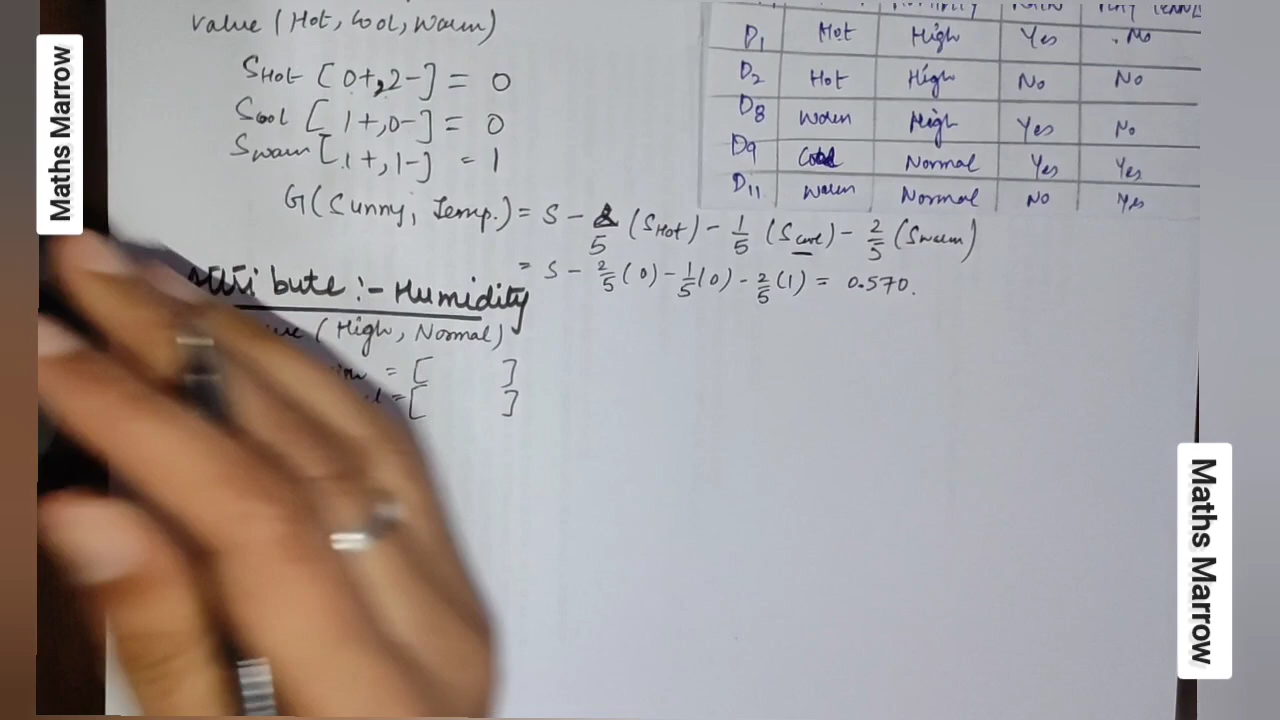 Value (Hot, Cool, Warm)
SHot [0+, 2-] = 0
SCool [1+, 0-] = 0
SWarm [1+, 1-] = 1
G(Sunny, Temp.) = S - 2/5 (SHot) - 1/5 (SCool) - 2/5 (SWarm)
= S - 2/5 (0) - 1/5 (0) - 2/5 (1) = 0.570.
Attribute :- Humidity
(High, Normal)
= [ ]
= [ ]
D1 Hot High Yes No
D2 Hot High No No
D8 Warm High Yes No
D9 Cool Normal Yes Yes
D11 Warm Normal No Yes
Maths Marrow
Maths Marrow